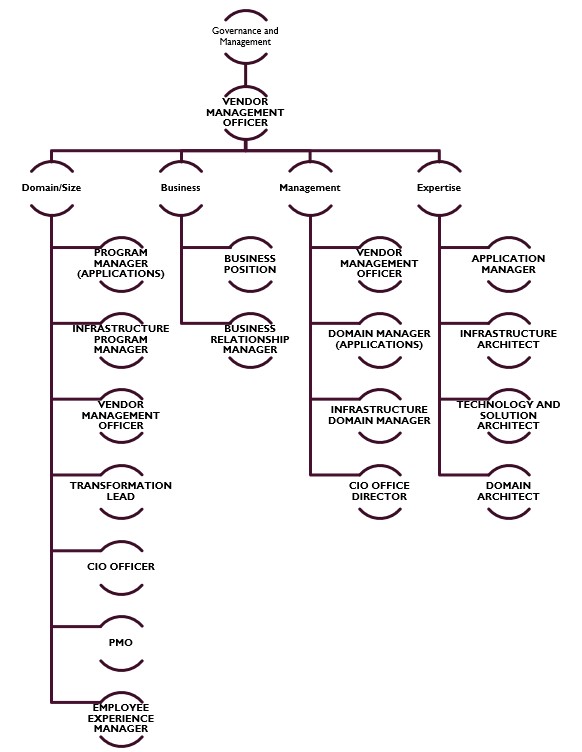 Governance and
Management
VENDOR
MANAGEMENT
OFFICER
Domain/Size
Business
Management
Expertise
PROGRAM
MANAGER
(APPLICATIONS)
INFRASTRUCTURE
PROGRAM
MANAGER
VENDOR
MANAGEMENT
OFFICER
TRANSFORMATION
LEAD
CIO OFFICER
PMO
EMPLOYEE
EXPERIENCE
MANAGER
BUSINESS
POSITION
BUSINESS
RELATIONSHIP
MANAGER
VENDOR
MANAGEMENT
OFFICER
DOMAIN MANAGER
(APPLICATIONS)
INFRASTRUCTURE
DOMAIN MANAGER
CIO OFFICE
DIRECTOR
APPLICATION
MANAGER
INFRASTRUCTURE
ARCHITECT
TECHNOLOGY AND
SOLUTION
ARCHITECT
DOMAIN
ARCHITECT